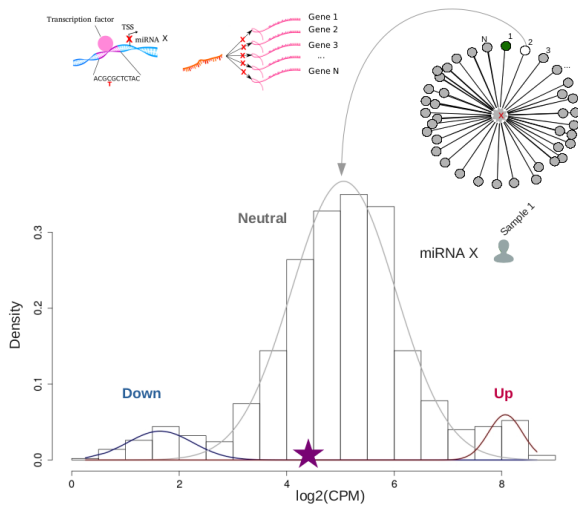 Transcription factor
TSS
miRNA X
ACGCGCTCTAC
T
Gene 1
Gene 2
Gene 3
...
Gene N
N
1
2
3
...
X
Neutral
Sample 1
miRNA X
Down
Up
Density
0.0
0.1
0.2
0.3
0
2
4
6
8
log2(CPM)